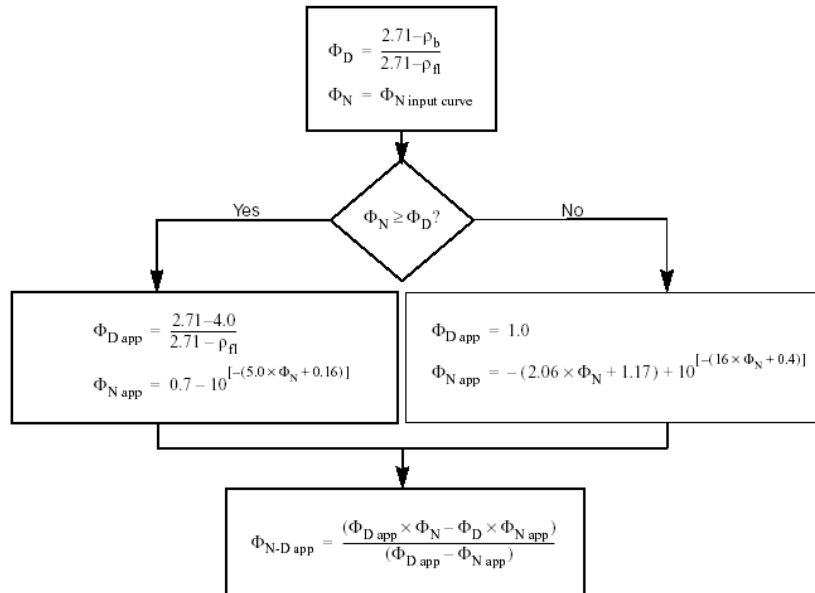 Φ_D = (2.71–ρ_b)/(2.71–ρ_fl)
Φ_N = Φ_N input curve
Φ_N ≥ Φ_D?
Yes
No
Φ_D app = (2.71–4.0)/(2.71 – ρ_fl)
Φ_N app = 0.7 – 10^[–(5.0 × Φ_N + 0.16)]
Φ_D app = 1.0
Φ_N app = – (2.06 × Φ_N + 1.17) + 10^[–(16 × Φ_N + 0.4)]
Φ_N-D app = (Φ_D app × Φ_N – Φ_D × Φ_N app)/(Φ_D app – Φ_N app)